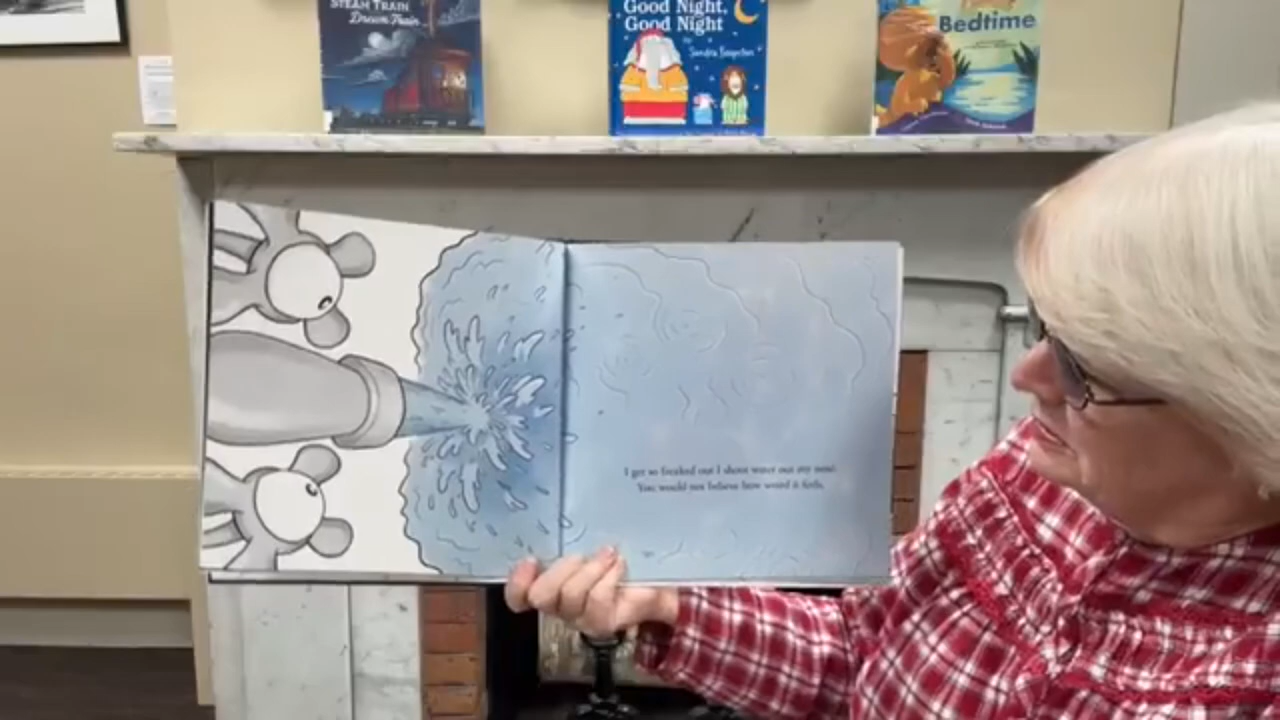 STEAM TRAIN
Dream Train
Good Night,
Good Night
by
Sandra Boynton
Bedtime
I get so freaked out I shoot water out my nose.
You would not believe how weird it feels.